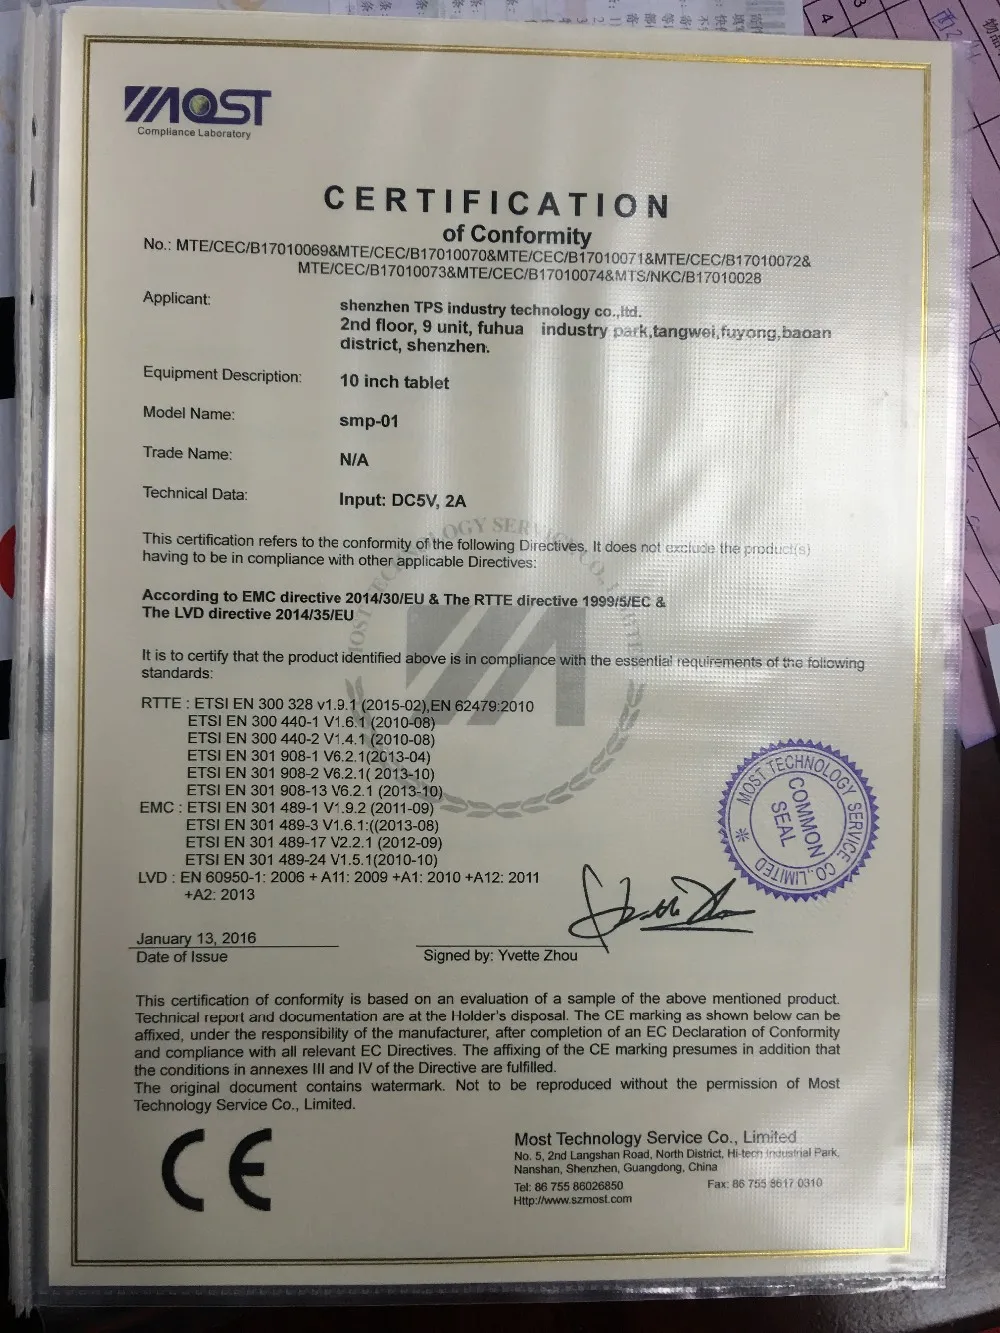 MOST
Compliance Laboratory
CERTIFICATION
of Conformity
No.: MTE/CEC/B17010069&MTE/CEC/B17010070&MTE/CEC/B17010071&MTE/CEC/B17010072&
MTE/CEC/B17010073&MTE/CEC/B17010074&MTS/NKC/B17010028
Applicant: shenzhen TPS industry technology co.,ltd.
2nd floor, 9 unit, fuhua industry park,tangwei,fuyong,baoan
district, shenzhen.
Equipment Description: 10 inch tablet
Model Name: smp-01
Trade Name: N/A
Technical Data: Input: DC5V, 2A
This certification refers to the conformity of the following Directives, It does not exclude the product(s)
having to be in compliance with other applicable Directives:
According to EMC directive 2014/30/EU & The RTTE directive 1999/5/EC &
The LVD directive 2014/35/EU
It is to certify that the product identified above is in compliance with the essential requirements of the following
standards:
RTTE : ETSI EN 300 328 v1.9.1 (2015-02),EN 62479:2010
ETSI EN 300 440-1 V1.6.1 (2010-08)
ETSI EN 300 440-2 V1.4.1 (2010-08)
ETSI EN 301 908-1 V6.2.1(2013-04)
ETSI EN 301 908-2 V6.2.1( 2013-10)
ETSI EN 301 908-13 V6.2.1 (2013-10)
EMC : ETSI EN 301 489-1 V1.9.2 (2011-09)
ETSI EN 301 489-3 V1.6.1:((2013-08)
ETSI EN 301 489-17 V2.2.1 (2012-09)
ETSI EN 301 489-24 V1.5.1(2010-10)
LVD : EN 60950-1: 2006 + A11: 2009 +A1: 2010 +A12: 2011
+A2: 2013
MOST TECHNOLOGY SERVICE CO., LIMITED
COMMON
SEAL
January 13, 2016
Date of Issue
Signed by: Yvette Zhou
This certification of conformity is based on an evaluation of a sample of the above mentioned product.
Technical report and documentation are at the Holder's disposal. The CE marking as shown below can be
affixed, under the responsibility of the manufacturer, after completion of an EC Declaration of Conformity
and compliance with all relevant EC Directives. The affixing of the CE marking presumes in addition that
the conditions in annexes III and IV of the Directive are fulfilled.
The original document contains watermark. Not to be reproduced without the permission of Most
Technology Service Co., Limited.
CE
Most Technology Service Co., Limited
No. 5, 2nd Langshan Road, North District, Hi-tech Industrial Park,
Nanshan, Shenzhen, Guangdong, China
Tel: 86 755 86026850 Fax: 86 755 8617 0310
Http://www.szmost.com